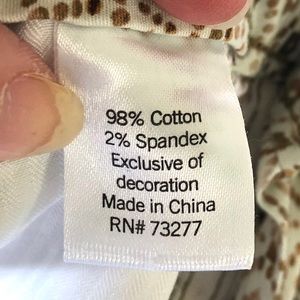 98% Cotton
2% Spandex
Exclusive of
decoration
Made in China
RN# 73277